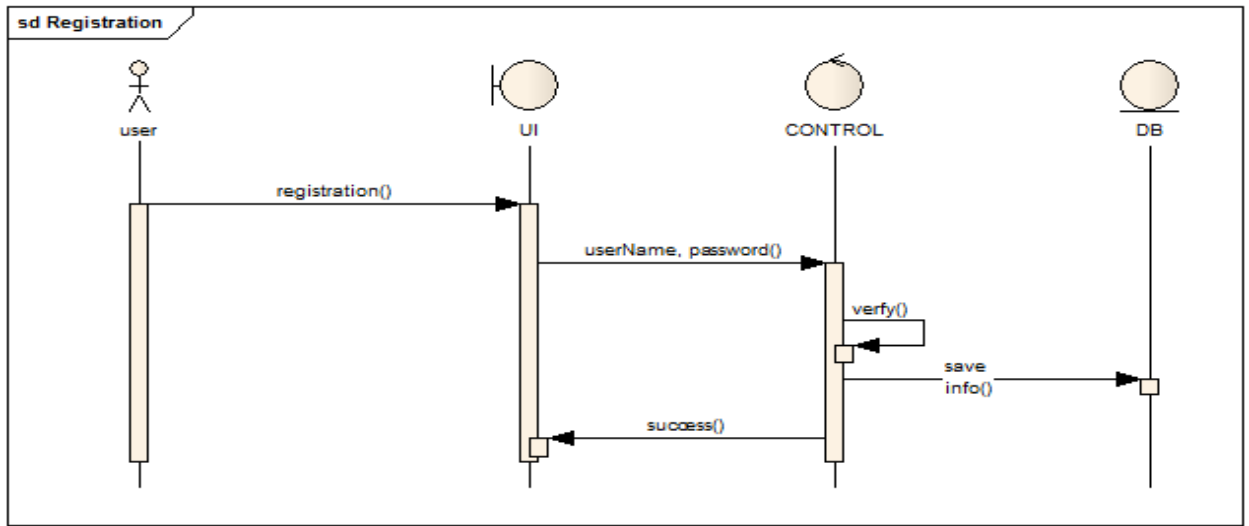 sd Registration
user
UI
CONTROL
DB
registration()
userName, password()
verfy()
save
info()
success()